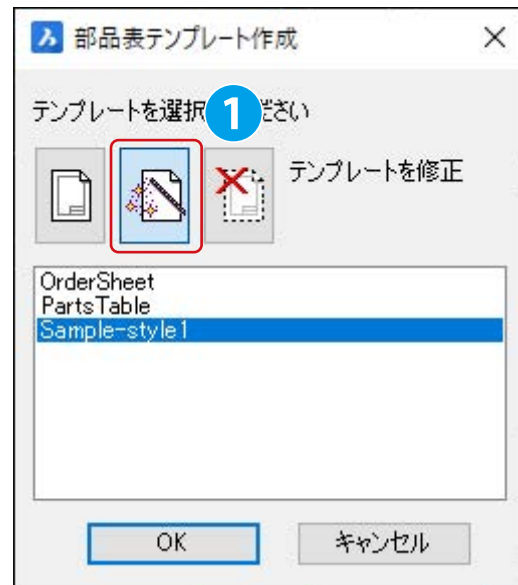 部品表テンプレート作成
テンプレートを選択 ださい
1
テンプレートを修正
OrderSheet
PartsTable
Sample-style1
OK
キャンセル